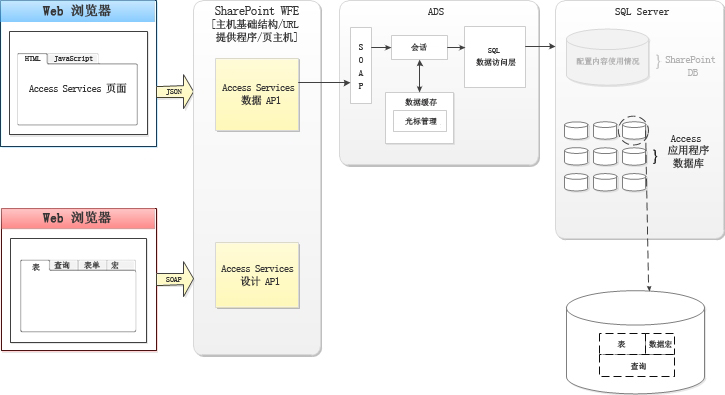 Web 浏览器
HTML
JavaScript
Access Services 页面
JSON
Web 浏览器
表
查询
表单
宏
SOAP
SharePoint WFE
[主机基础结构/URL
提供程序/页主机]
Access Services
数据 API
Access Services
设计 API
ADS
S
O
A
P
会话
数据缓存
光标管理
SQL
数据访问层
SQL Server
配置内容使用情况
SharePoint
DB
Access
应用程序
数据库
表
数据宏
查询